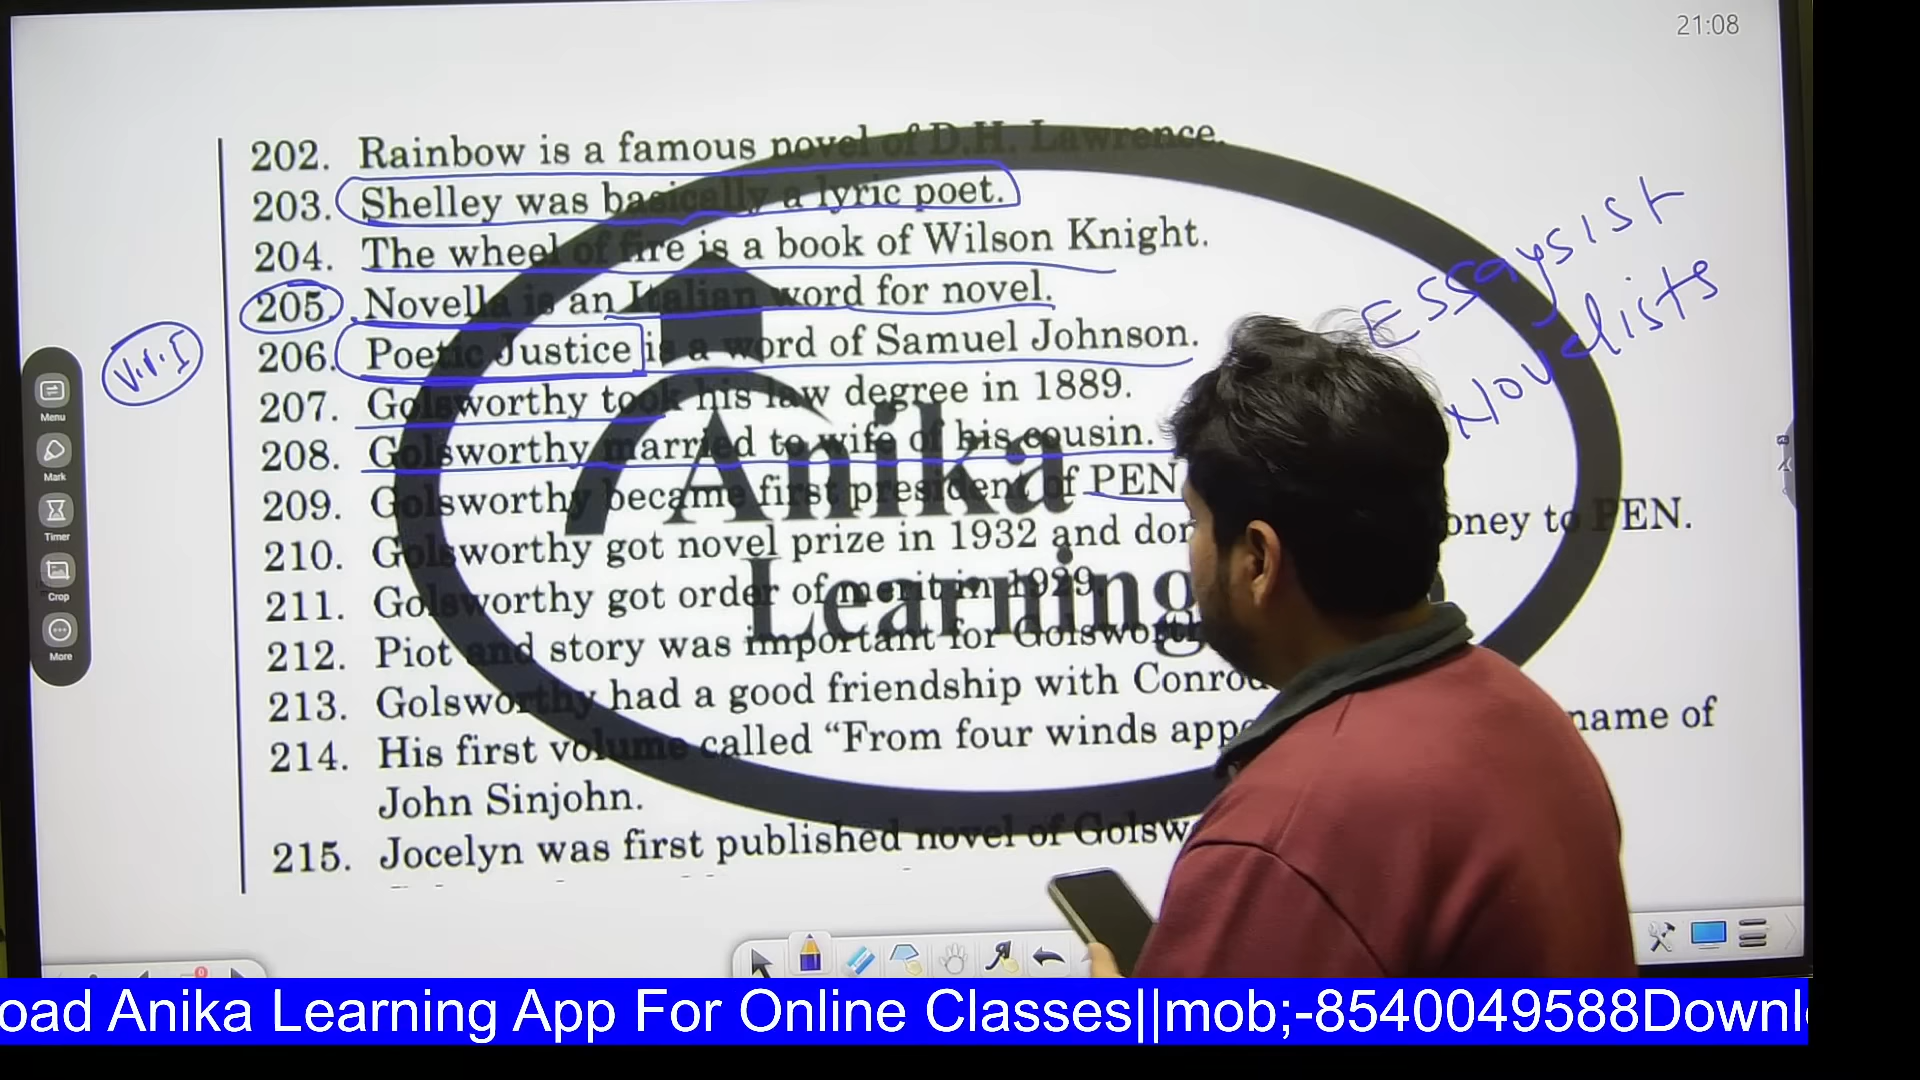 21:08
202. Rainbow is a famous novel of D.H. Lawrence.
203. Shelley was basically a lyric poet.
204. The wheel of fire is a book of Wilson Knight.
205. Novella is an Italian word for novel.
206. Poetic Justice is a word of Samuel Johnson.
207. Golsworthy took his law degree in 1889.
208. Golsworthy married to wife of his cousin.
209. Golsworthy became first president of PEN
210. Golsworthy got novel prize in 1932 and don oney to PEN.
211. Golsworthy got order of merit in 1929.
212. Piot and story was important for Golsworth
213. Golsworthy had a good friendship with Conrod
214. His first volume called “From four winds app name of
John Sinjohn.
215. Jocelyn was first published novel of Golsw
V.V.I
Essaysist
Novelists
Anika
Learning
Menu
Mark
Timer
Crop
More
oad Anika Learning App For Online Classes||mob;-8540049588Downl